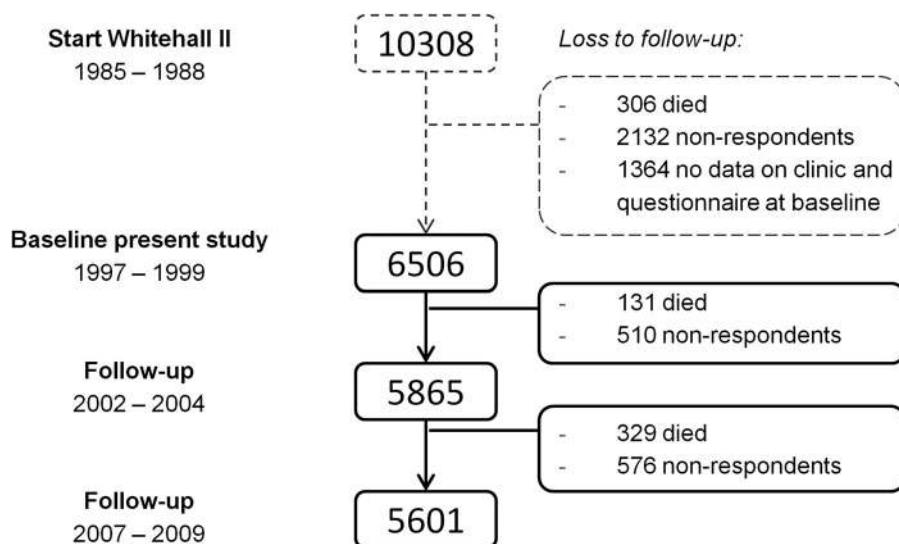 Start Whitehall II
1985 – 1988
10308
Loss to follow-up:
- 306 died
- 2132 non-respondents
- 1364 no data on clinic and
questionnaire at baseline
Baseline present study
1997 – 1999
6506
- 131 died
- 510 non-respondents
Follow-up
2002 – 2004
5865
- 329 died
- 576 non-respondents
Follow-up
2007 – 2009
5601